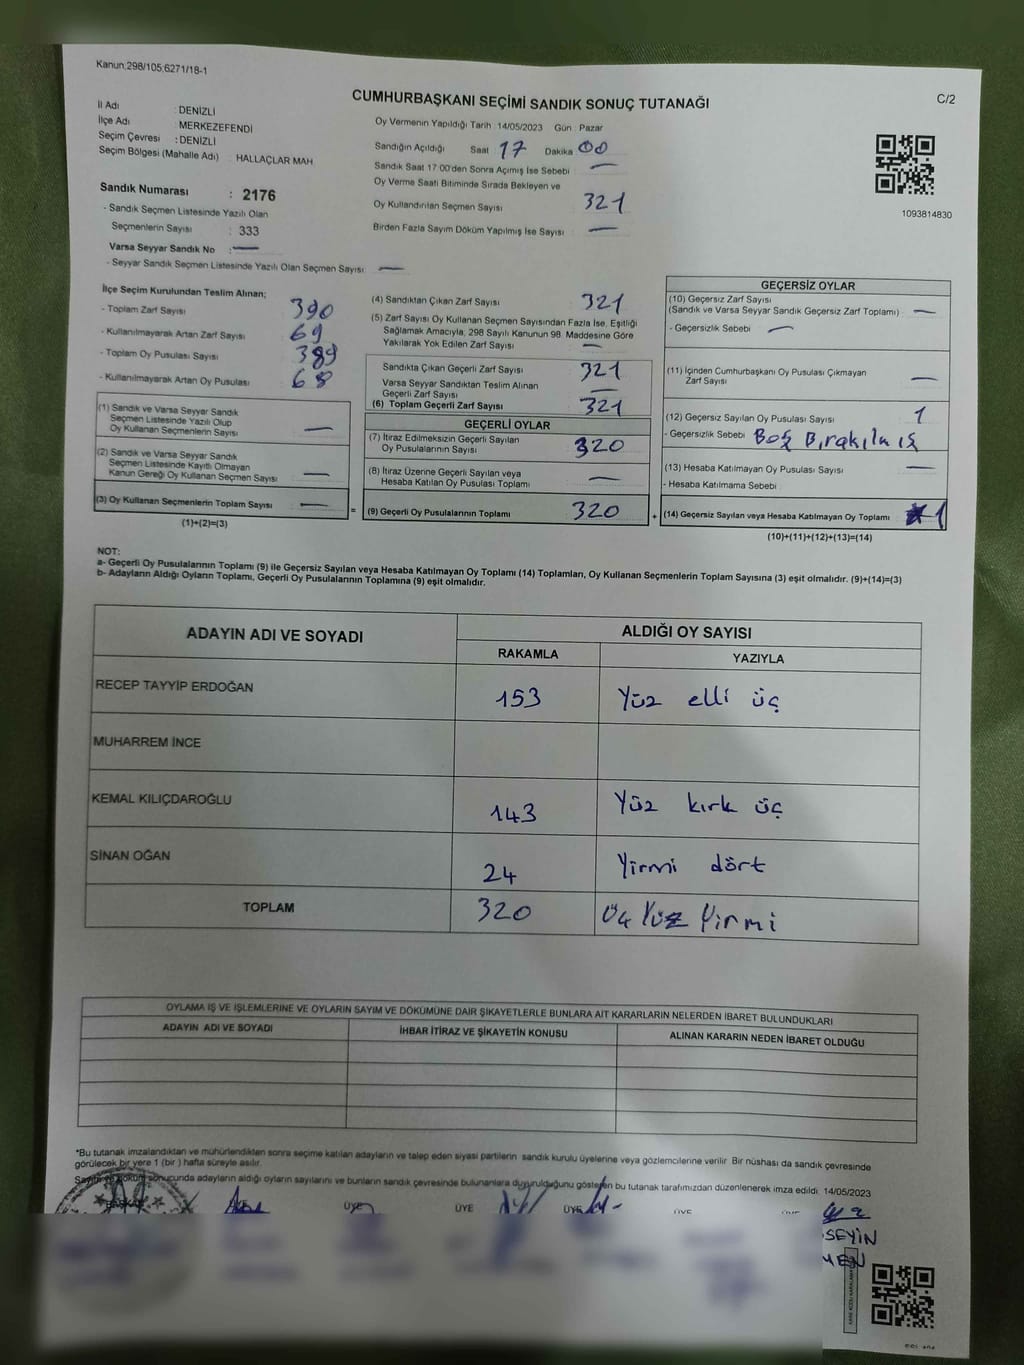 Kanun;298/105,6271/18-1
CUMHURBAŞKANI SEÇİMİ SANDIK SONUÇ TUTANAĞI
C/2
İl Adı : DENİZLİ
İlçe Adı : MERKEZEFENDİ
Seçim Çevresi : DENİZLİ
Seçim Bölgesi (Mahalle Adı) : HALLAÇLAR MAH
Sandık Numarası : 2176
- Sandık Seçmen Listesinde Yazılı Olan
Seçmenlerin Sayısı : 333
Varsa Seyyar Sandık No : —
- Seyyar Sandık Seçmen Listesinde Yazılı Olan Seçmen Sayısı: —
Oy Vermenin Yapıldığı Tarih :14/05/2023 Gün : Pazar
Sandığın Açıldığı Saat 17 Dakika 00
Sandık Saat 17:00'den Sonra Açımış İse Sebebi : —
Oy Verme Saati Bitiminde Sırada Bekleyen ve
Oy Kullandırılan Seçmen Sayısı : 321
Birden Fazla Sayım Döküm Yapılmış İse Sayısı : —
1093814830
İlçe Seçim Kurulundan Teslim Alınan;
- Toplam Zarf Sayısı : 390
- Kullanılmayarak Artan Zarf Sayısı : 69
- Toplam Oy Pusulası Sayısı : 389
- Kullanılmayarak Artan Oy Pusulası : 68
(1) Sandık ve Varsa Seyyar Sandık
Seçmen Listesinde Yazılı Olup
Oy Kullanan Seçmenlerin Sayısı : —
(2) Sandık ve Varsa Seyyar Sandık
Seçmen Listesinde Kayıtlı Olmayan
Kanun Gereği Oy Kullanan Seçmen Sayısı : —
(3) Oy Kullanan Seçmenlerin Toplam Sayısı : —
(1)+(2)=(3)
=
(4) Sandıktan Çıkan Zarf Sayısı : 321
(5) Zarf Sayısı Oy Kullanan Seçmen Sayısından Fazla İse, Eşitliği
Sağlamak Amacıyla, 298 Sayılı Kanunun 98. Maddesine Göre
Yakılarak Yok Edilen Zarf Sayısı : —
Sandıkta Çıkan Geçerli Zarf Sayısı : 321
Varsa Seyyar Sandıktan Teslim Alınan
Geçerli Zarf Sayısı : —
(6) Toplam Geçerli Zarf Sayısı : 321
GEÇERLİ OYLAR
(7) İtiraz Edilmeksizin Geçerli Sayılan
Oy Pusulalarının Sayısı : 320
(8) İtiraz Üzerine Geçerli Sayılan veya
Hesaba Katılan Oy Pusulası Toplamı : —
(9) Geçerli Oy Pusulalarının Toplamı : 320
+
GEÇERSİZ OYLAR
(10) Geçersiz Zarf Sayısı
(Sandık ve Varsa Seyyar Sandık Geçersiz Zarf Toplamı) : —
- Geçersizlik Sebebi : —
(11) İçinden Cumhurbaşkanı Oy Pusulası Çıkmayan
Zarf Sayısı : —
(12) Geçersiz Sayılan Oy Pusulası Sayısı : 1
- Geçersizlik Sebebi : Boş Bırakılmış
(13) Hesaba Katılmayan Oy Pusulası Sayısı : —
- Hesaba Katılmama Sebebi :
(14) Geçersiz Sayılan veya Hesaba Katılmayan Oy Toplamı : 1
(10)+(11)+(12)+(13)=(14)
NOT:
a- Geçerli Oy Pusulalarının Toplamı (9) ile Geçersiz Sayılan veya Hesaba Katılmayan Oy Toplamı (14) Toplamları, Oy Kullanan Seçmenlerin Toplam Sayısına (3) eşit olmalıdır. (9)+(14)=(3)
b- Adayların Aldığı Oyların Toplamı, Geçerli Oy Pusulalarının Toplamına (9) eşit olmalıdır.
ADAYIN ADI VE SOYADI ALDIĞI OY SAYISI
RAKAMLA YAZIYLA
RECEP TAYYİP ERDOĞAN 153 Yüz elli üç
MUHARREM İNCE
KEMAL KILIÇDAROĞLU 143 Yüz kırk üç
SİNAN OĞAN 24 Yirmi dört
TOPLAM 320 Üç Yüz Yirmi
OYLAMA İŞ VE İŞLEMLERİNE VE OYLARIN SAYIM VE DÖKÜMÜNE DAİR ŞİKAYETLERLE BUNLARA AİT KARARLARIN NELERDEN İBARET BULUNDUKLARI
ADAYIN ADI VE SOYADI İHBAR İTİRAZ VE ŞİKAYETİN KONUSU ALINAN KARARIN NEDEN İBARET OLDUĞU
*Bu tutanak imzalandıktan ve mühürlendikten sonra seçime katılan adayların ve talep eden siyasi partilerin sandık kurulu üyelerine veya gözlemcilerine verilir. Bir nüshası da sandık çevresinde
görülecek bir yere 1 (bir ) hafta süreyle asılır.
Sayım ve döküm sonucunda adayların aldığı oyların sayılarını ve bunların sandık çevresinde bulunanlara duyurulduğunu gösteren bu tutanak tarafımızdan düzenlenerek imza edildi. 14/05/2023
ÜYE ÜYE ÜYE ÜYE
SEYİN
MEN